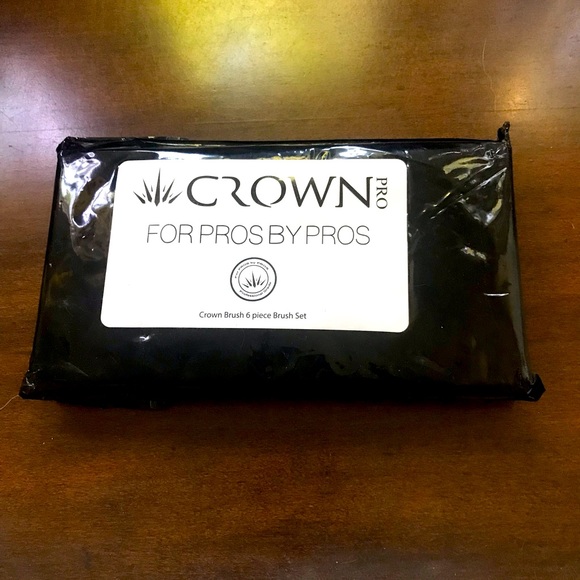 CROWN PRO
FOR PROS BY PROS
Crown Brush 6 piece Brush Set